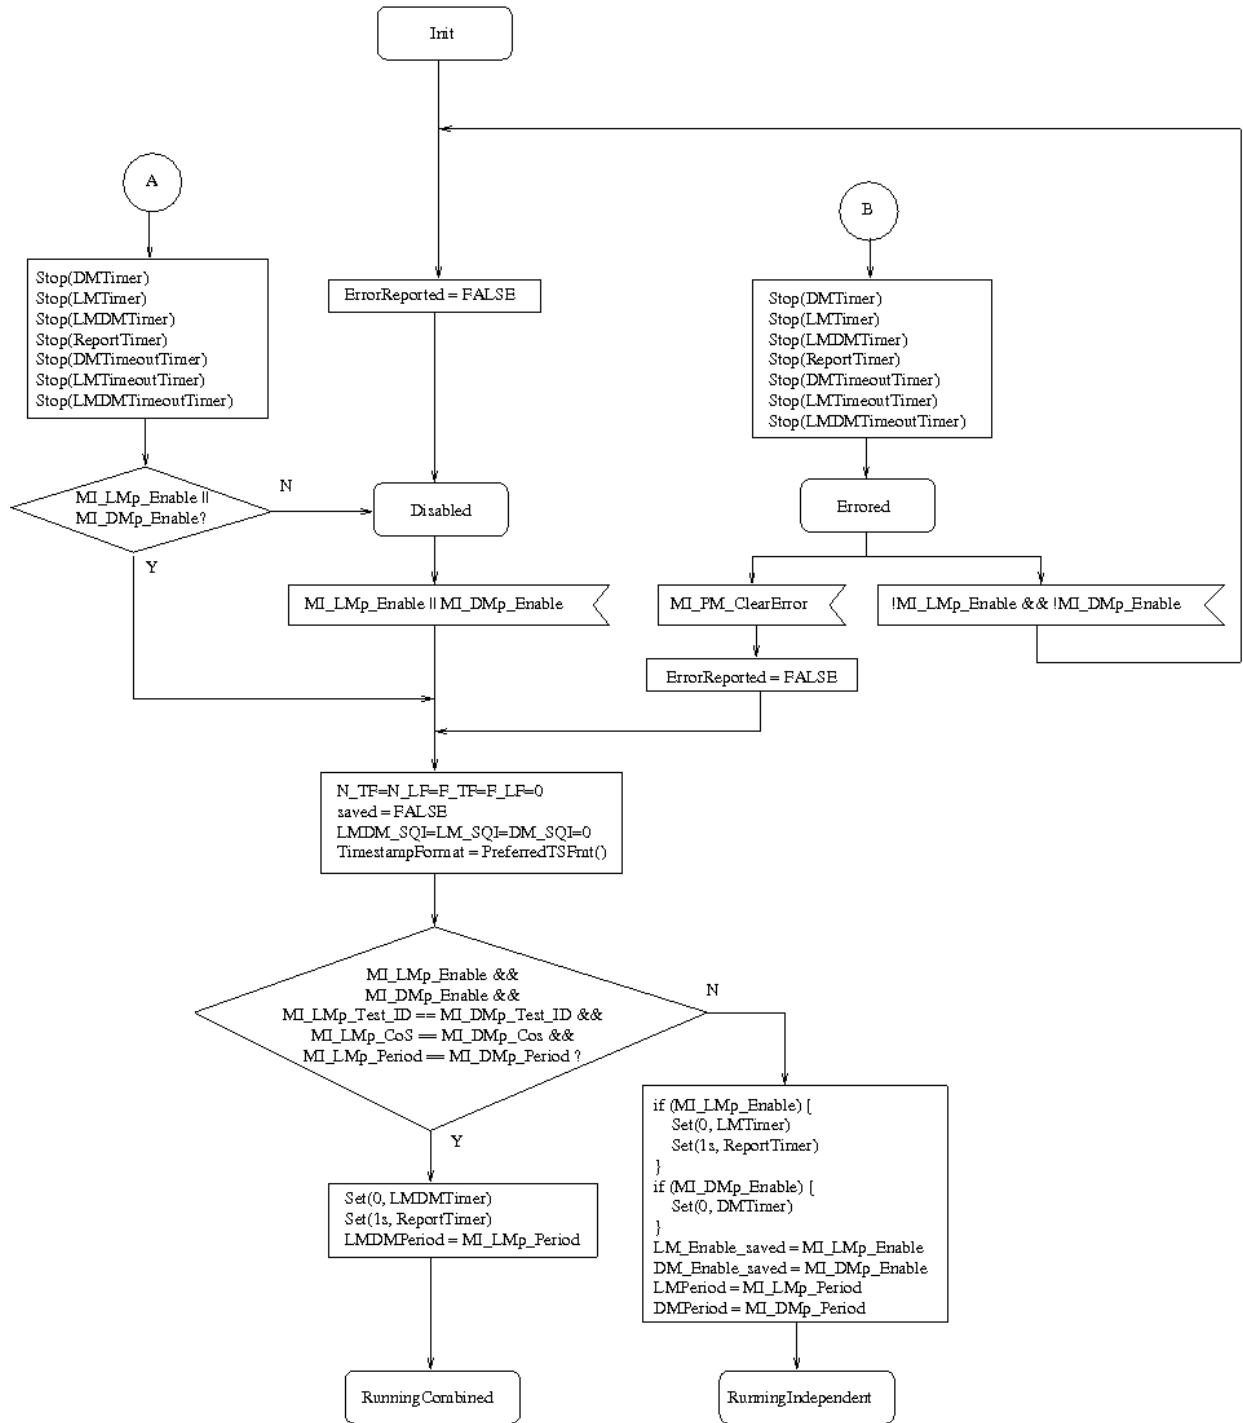 Init
A
B
Stop(DMTimer)
Stop(LMTimer)
Stop(LMDMTimer)
Stop(ReportTimer)
Stop(DMTimeoutTimer)
Stop(LMTimeoutTimer)
Stop(LMDMTimeoutTimer)
ErrorReported = FALSE
Stop(DMTimer)
Stop(LMTimer)
Stop(LMDMTimer)
Stop(ReportTimer)
Stop(DMTimeoutTimer)
Stop(LMTimeoutTimer)
Stop(LMDMTimeoutTimer)
MI_LMp_Enable ||
MI_DMp_Enable?
N
Y
Disabled
Errored
MI_LMp_Enable || MI_DMp_Enable
MI_PM_ClearError
!MI_LMp_Enable && !MI_DMp_Enable
ErrorReported = FALSE
N_TF=N_LF=F_TF=F_LF=0
saved = FALSE
LMDM_SQI=LM_SQI=DM_SQI=0
TimestampFormat = PreferredTSFmt()
MI_LMp_Enable &&
MI_DMp_Enable &&
MI_LMp_Test_ID == MI_DMp_Test_ID &&
MI_LMp_CoS == MI_DMp_Cos &&
MI_LMp_Period == MI_DMp_Period ?
N
Y
Set(0, LMDMTimer)
Set(1s, ReportTimer)
LMDMPeriod = MI_LMp_Period
if (MI_LMp_Enable) {
Set(0, LMTimer)
Set(1s, ReportTimer)
}
if (MI_DMp_Enable) {
Set(0, DMTimer)
}
LM_Enable_saved = MI_LMp_Enable
DM_Enable_saved = MI_DMp_Enable
LMPeriod = MI_LMp_Period
DMPeriod = MI_DMp_Period
RunningCombined
RunningIndependent